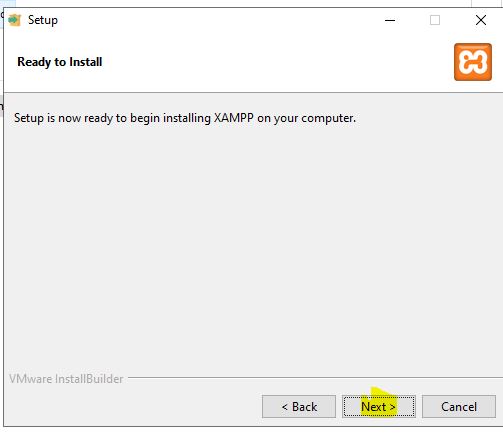 Setup
Ready to Install
Setup is now ready to begin installing XAMPP on your computer.
VMware InstallBuilder
< Back
Next >
Cancel